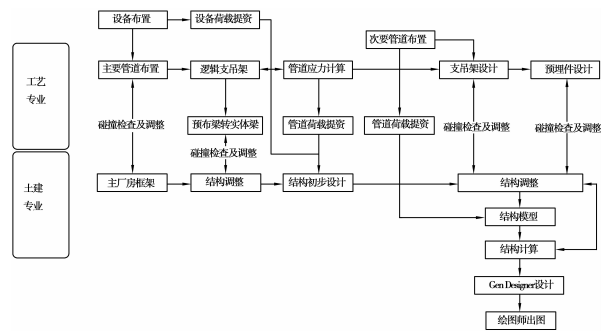 设备布置
设备荷载提资
次要管道布置
工艺
专业
主要管道布置
逻辑支吊架
管道应力计算
支吊架设计
预埋件设计
碰撞检查及调整
预布梁转实体梁
管道荷载提资
管道荷载提资
碰撞检查及调整
碰撞检查及调整
碰撞检查及调整
土建
专业
主厂房框架
结构调整
结构初步设计
结构调整
结构模型
结构计算
Gen Designer设计
绘图师出图